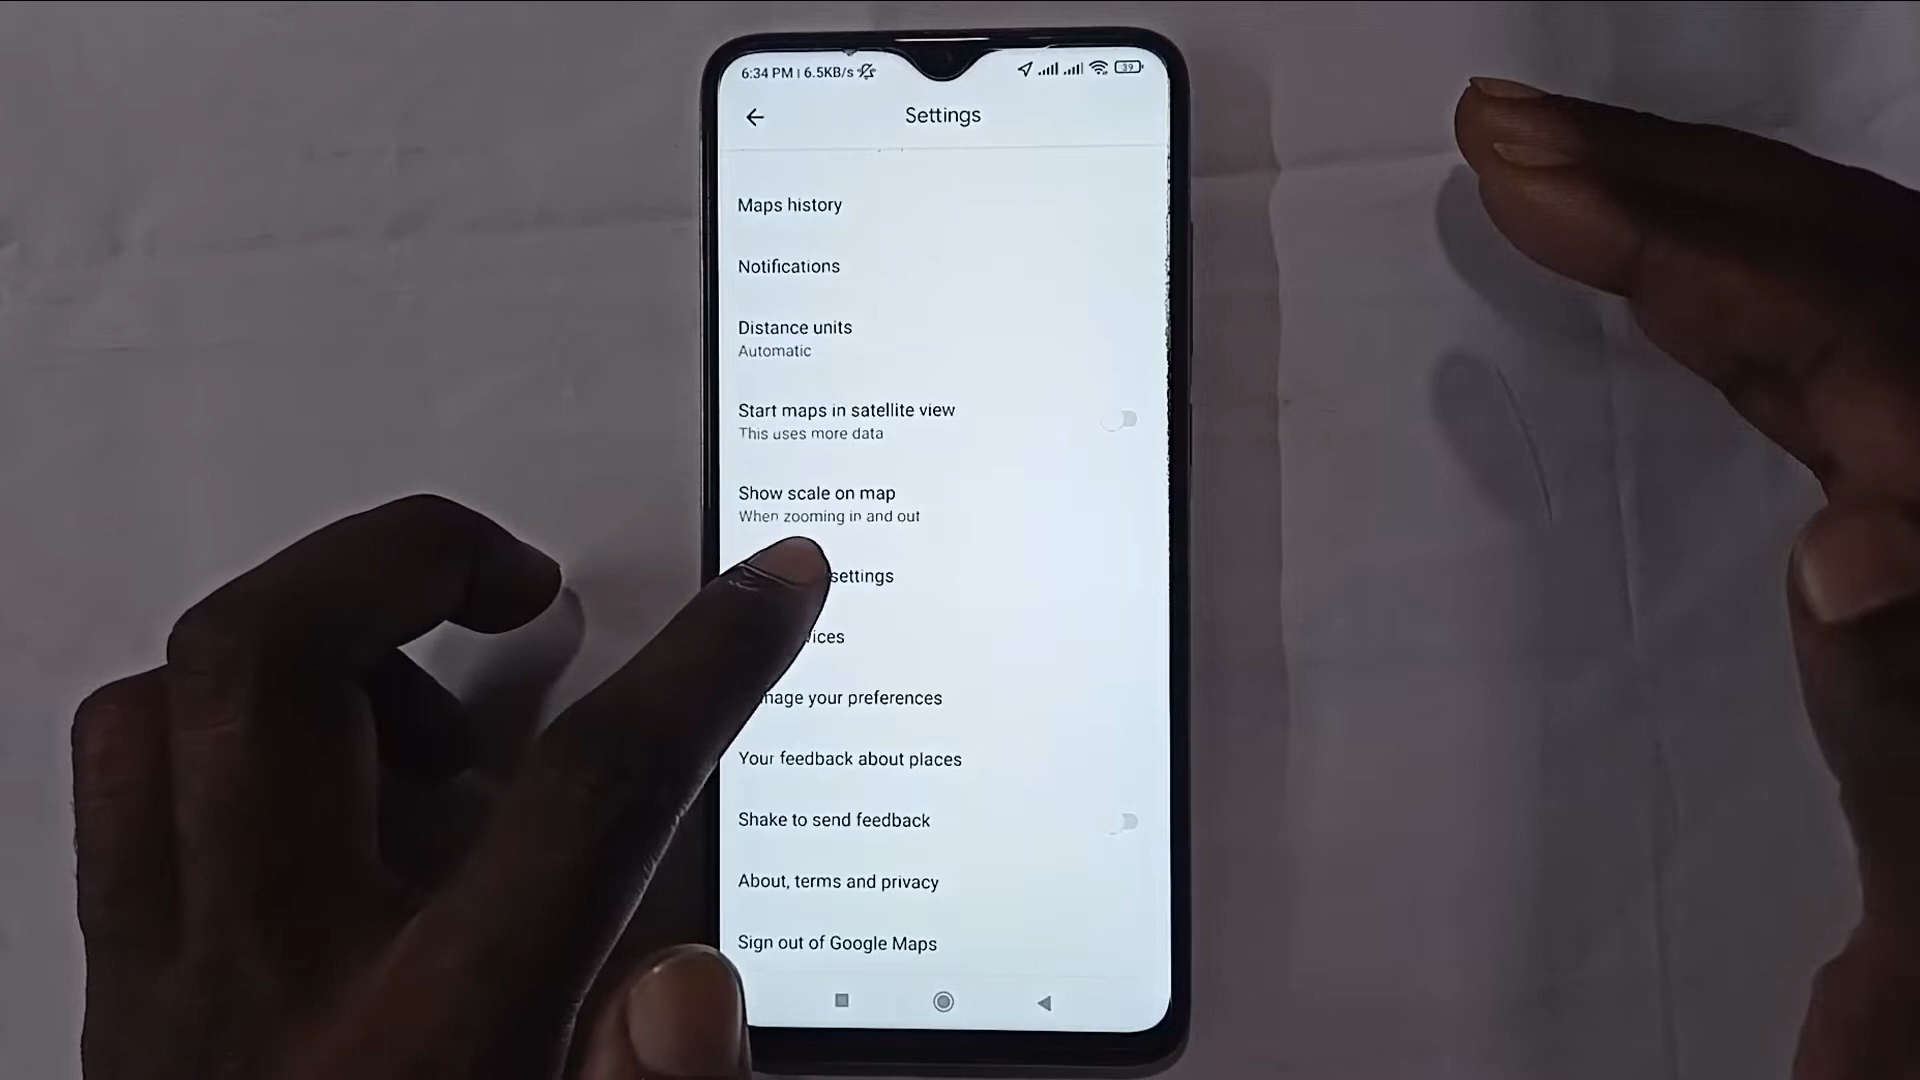 6:34 PM | 6.5KB/s
39
Settings
Maps history
Notifications
Distance units
Automatic
Start maps in satellite view
This uses more data
Show scale on map
When zooming in and out
settings
your preferences
Your feedback about places
Shake to send feedback
About, terms and privacy
Sign out of Google Maps